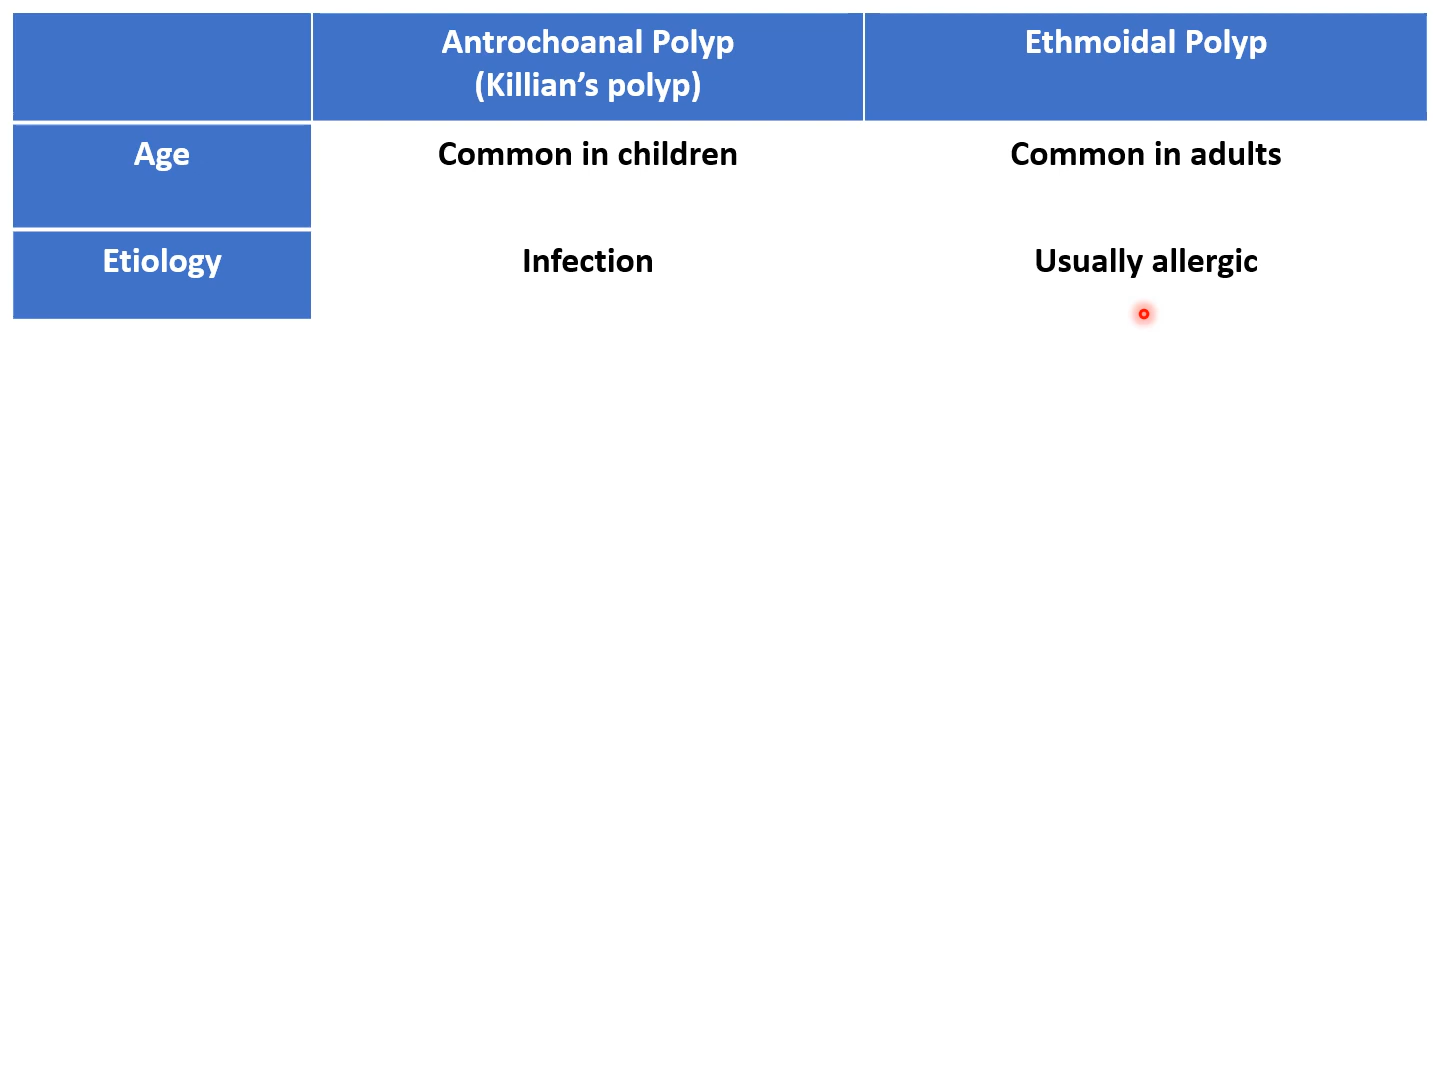 Antrochoanal Polyp
(Killian’s polyp)
Ethmoidal Polyp
Age
Common in children
Common in adults
Etiology
Infection
Usually allergic